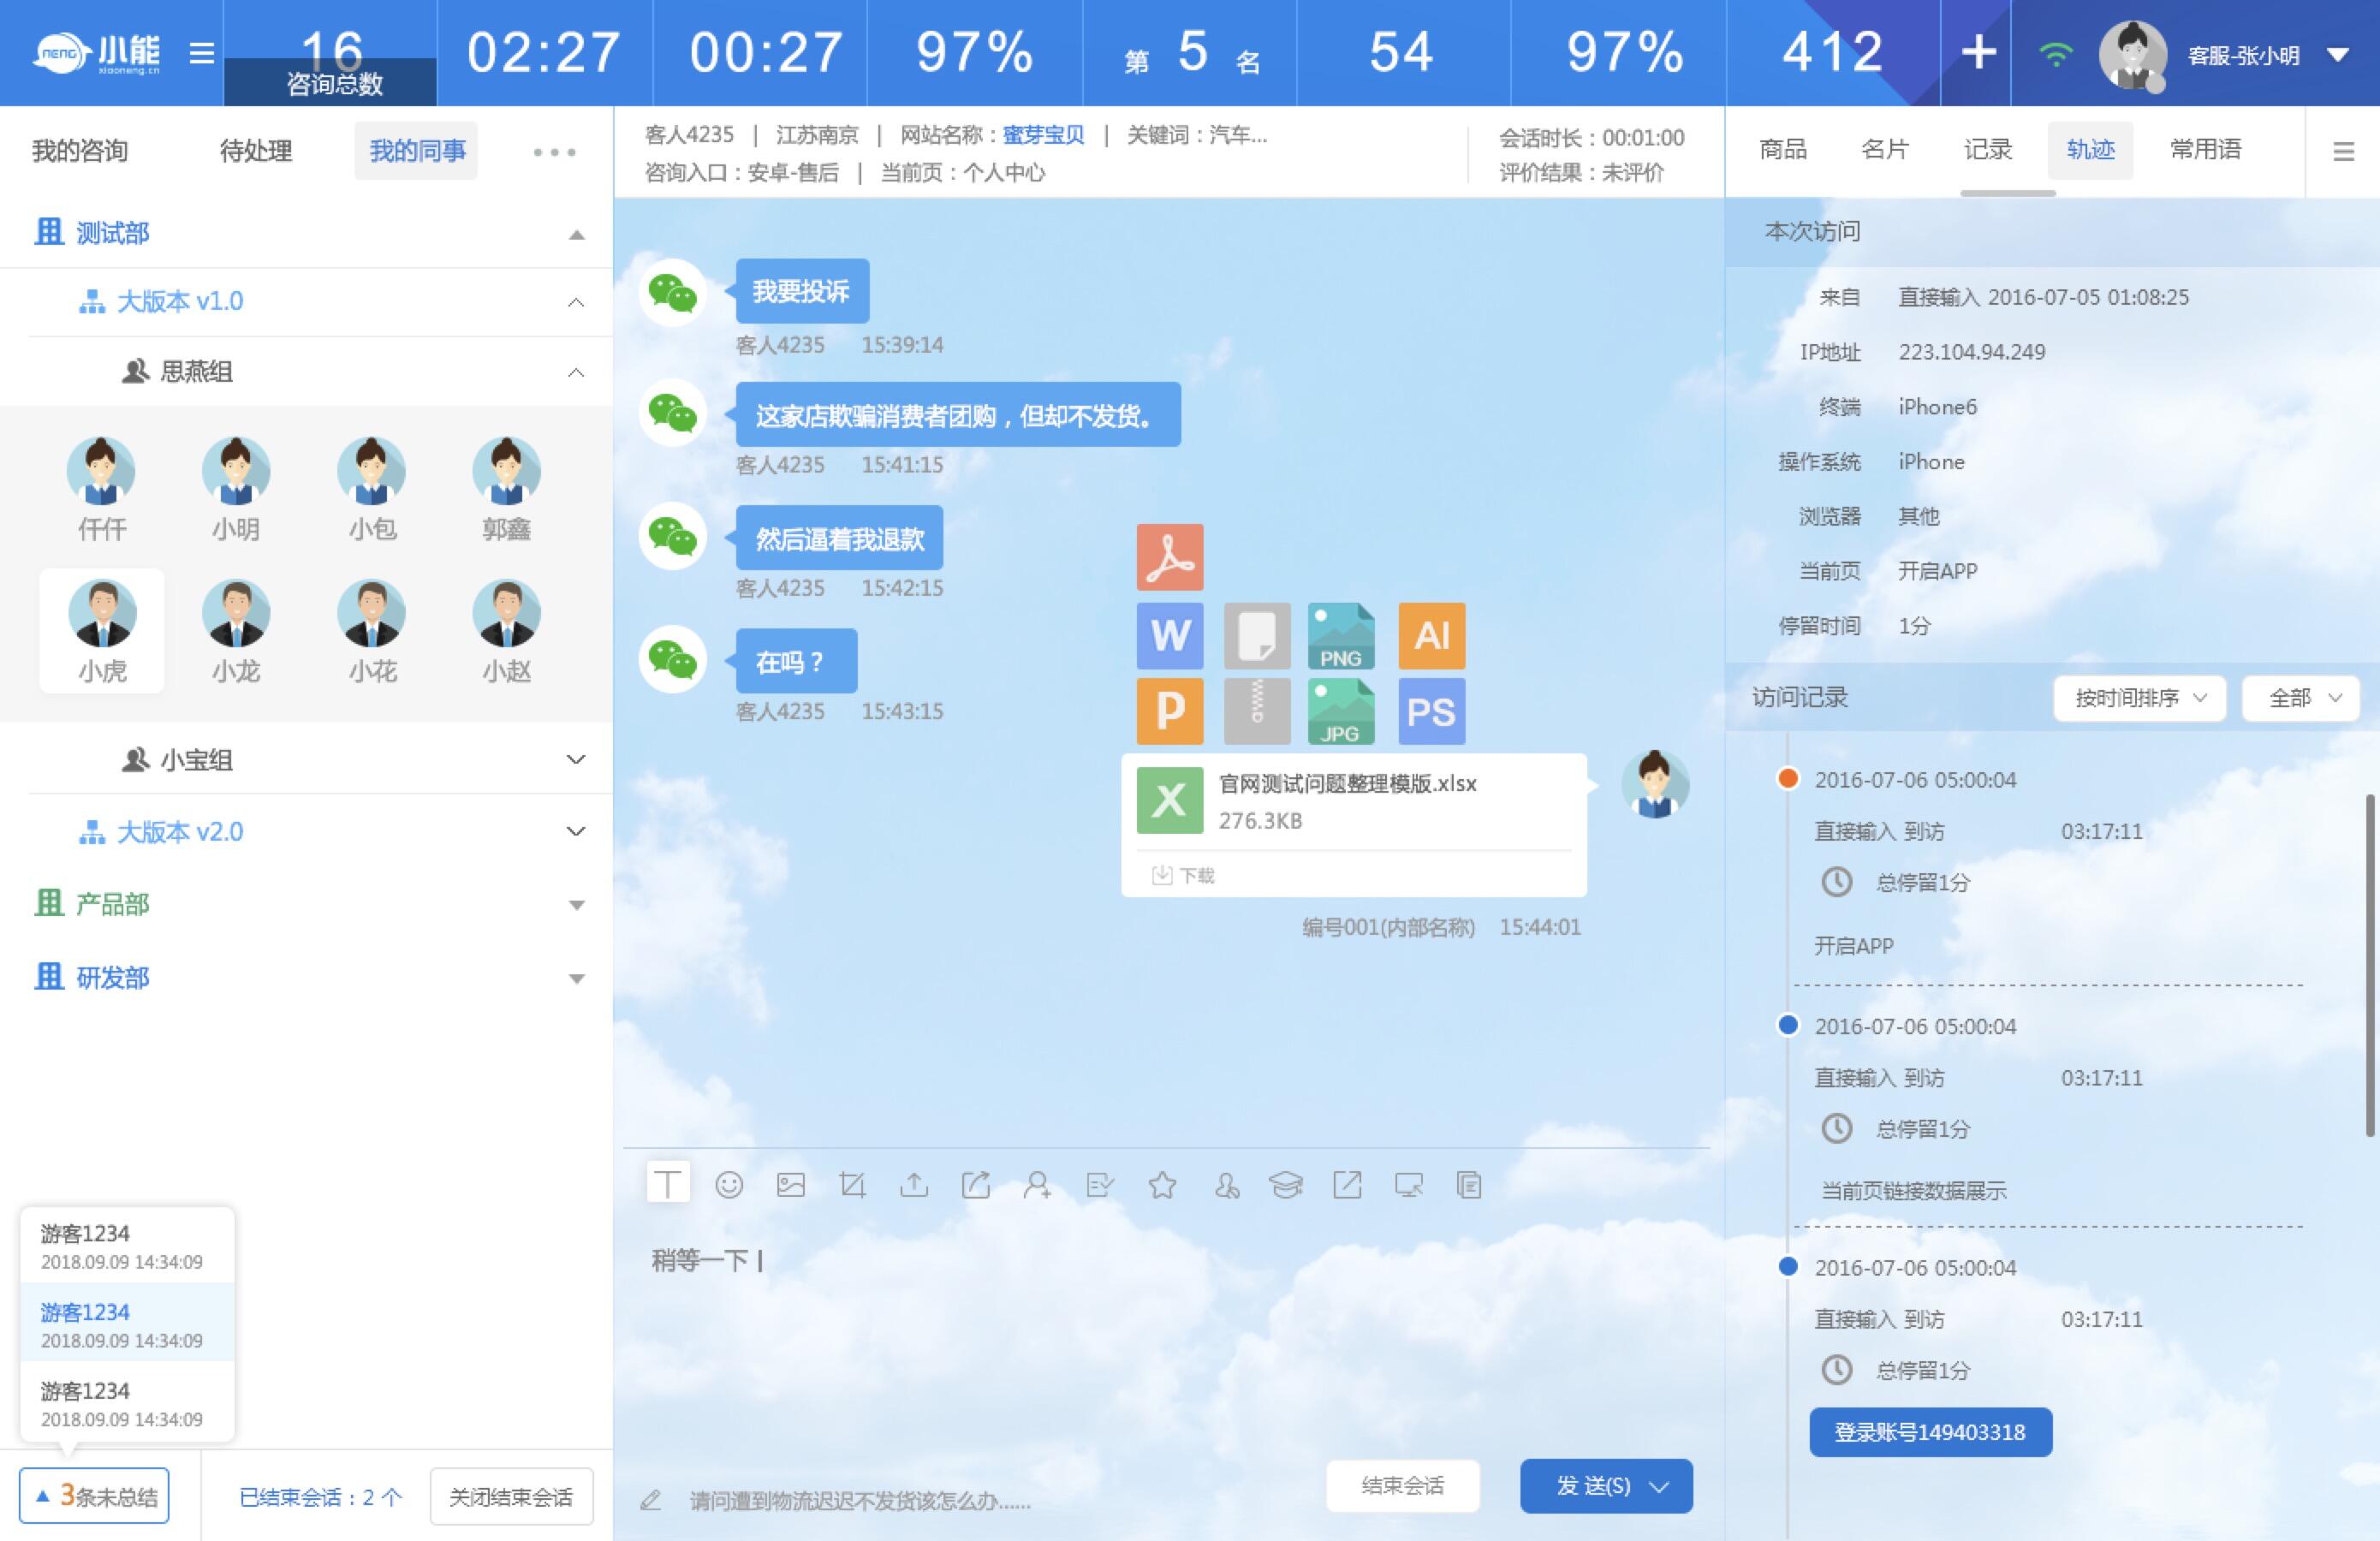 neng 小能 xiaoneng.cn
16
咨询总数
02:27
00:27
97%
第 5 名
54
97%
412
+
客服-张小明
我的咨询 待处理 我的同事
测试部
大版本 v1.0
思燕组
仟仟 小明 小包 郭鑫
小虎 小龙 小花 小赵
小宝组
大版本 v2.0
产品部
研发部
游客1234
2018.09.09 14:34:09
游客1234
2018.09.09 14:34:09
游客1234
2018.09.09 14:34:09
3条未总结
已结束会话：2 个
关闭结束会话
客人4235 | 江苏南京 | 网站名称：蜜芽宝贝 | 关键词：汽车...
咨询入口：安卓-售后 | 当前页：个人中心
会话时长：00:01:00
评价结果：未评价
我要投诉
客人4235 15:39:14
这家店欺骗消费者团购，但却不发货。
客人4235 15:41:15
然后逼着我退款
客人4235 15:42:15
在吗？
客人4235 15:43:15
W PNG AI
P JPG PS
X
官网测试问题整理模版.xlsx
276.3KB
下载
编号001(内部名称) 15:44:01
T
稍等一下
请问遭到物流迟迟不发货该怎么办......
结束会话
发 送(S)
商品 名片 记录 轨迹 常用语
本次访问
来自 直接输入 2016-07-05 01:08:25
IP地址 223.104.94.249
终端 iPhone6
操作系统 iPhone
浏览器 其他
当前页 开启APP
停留时间 1分
访问记录 按时间排序 全部
2016-07-06 05:00:04
直接输入 到访 03:17:11
总停留1分
开启APP
2016-07-06 05:00:04
直接输入 到访 03:17:11
总停留1分
当前页链接数据展示
2016-07-06 05:00:04
直接输入 到访 03:17:11
总停留1分
登录账号149403318